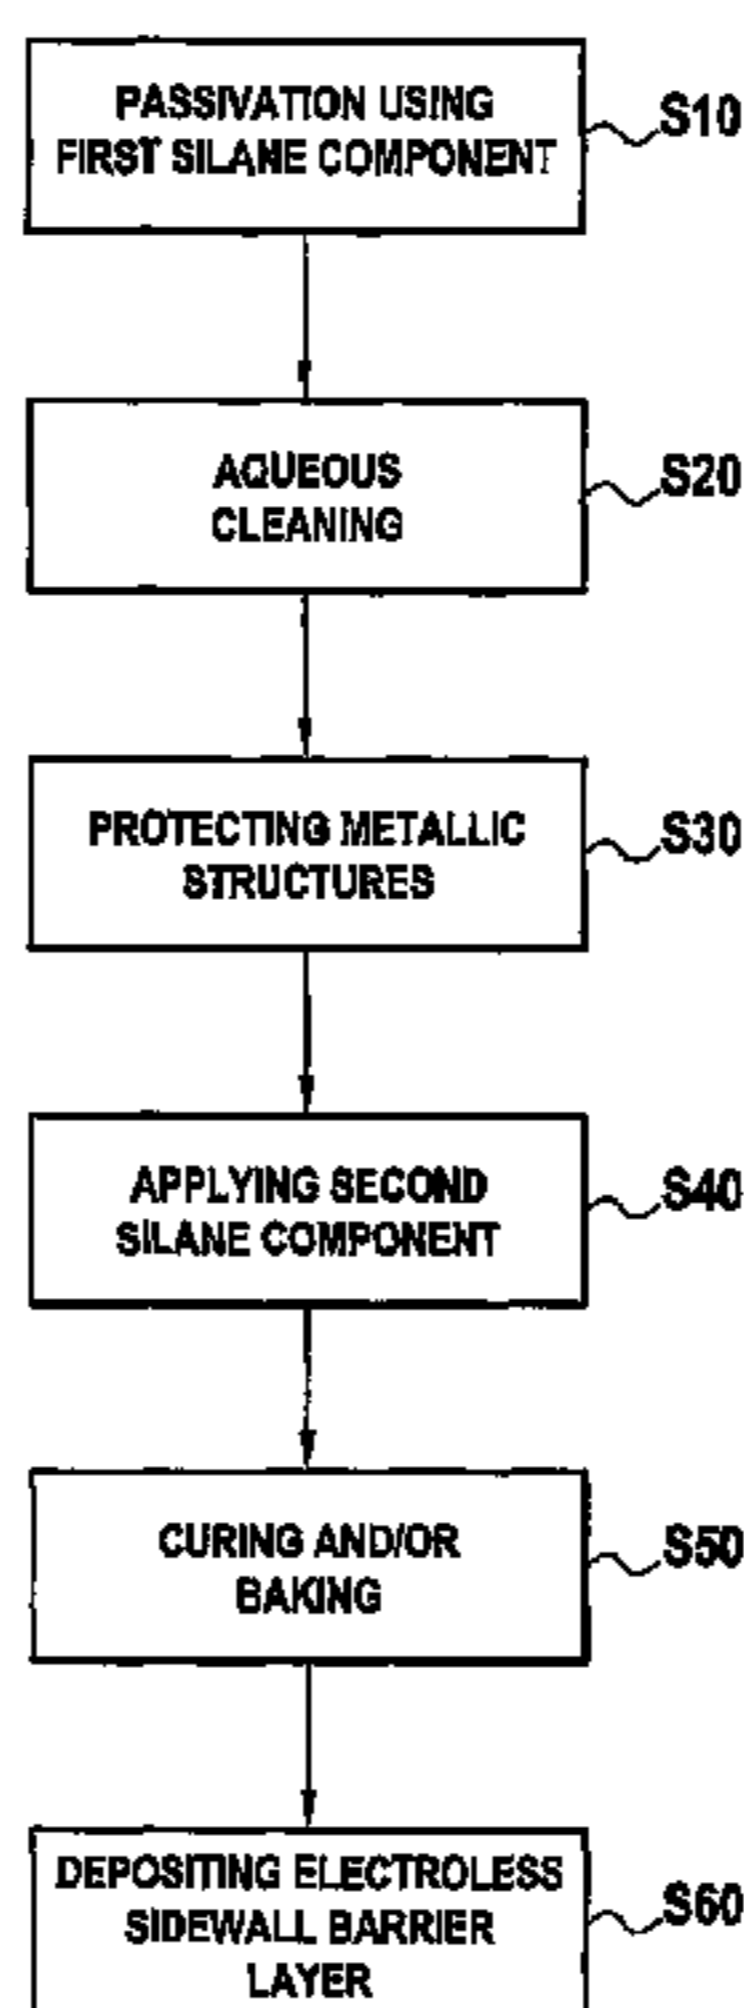 PASSIVATION USING
FIRST SILANE COMPONENT
S10
AQUEOUS
CLEANING
S20
PROTECTING METALLIC
STRUCTURES
S30
APPLYING SECOND
SILANE COMPONENT
S40
CURING AND/OR
BAKING
S50
DEPOSITING ELECTROLESS
SIDEWALL BARRIER
LAYER
S60